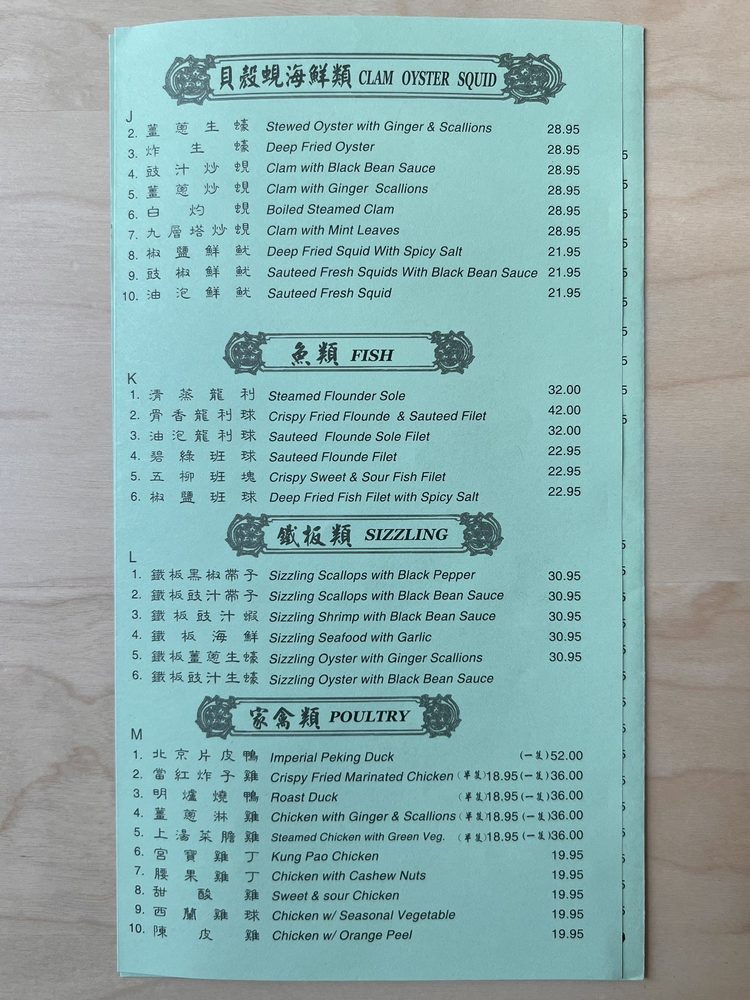 貝殼蜆海鮮類 CLAM OYSTER SQUID
J
2. 薑蔥生蠔 Stewed Oyster with Ginger & Scallions 28.95
3. 炸生蠔 Deep Fried Oyster 28.95
4. 豉汁炒蜆 Clam with Black Bean Sauce 28.95
5. 薑蔥炒蜆 Clam with Ginger Scallions 28.95
6. 白灼蜆 Boiled Steamed Clam 28.95
7. 九層塔炒蜆 Clam with Mint Leaves 28.95
8. 椒鹽鮮魷 Deep Fried Squid With Spicy Salt 21.95
9. 豉椒鮮魷 Sauteed Fresh Squids With Black Bean Sauce 21.95
10. 油泡鮮魷 Sauteed Fresh Squid 21.95
魚類 FISH
K
1. 清蒸龍利 Steamed Flounder Sole 32.00
2. 骨香龍利球 Crispy Fried Flounde & Sauteed Filet 42.00
3. 油泡龍利球 Sauteed Flounde Sole Filet 32.00
4. 碧綠班球 Sauteed Flounde Filet 22.95
5. 五柳班塊 Crispy Sweet & Sour Fish Filet 22.95
6. 椒鹽班球 Deep Fried Fish Filet with Spicy Salt 22.95
鐵板類 SIZZLING
L
1. 鐵板黑椒帶子 Sizzling Scallops with Black Pepper 30.95
2. 鐵板豉汁帶子 Sizzling Scallops with Black Bean Sauce 30.95
3. 鐵板豉汁蝦 Sizzling Shrimp with Black Bean Sauce 30.95
4. 鐵板海鮮 Sizzling Seafood with Garlic 30.95
5. 鐵板薑蔥生蠔 Sizzling Oyster with Ginger Scallions 30.95
6. 鐵板豉汁生蠔 Sizzling Oyster with Black Bean Sauce
家禽類 POULTRY
M
1. 北京片皮鴨 Imperial Peking Duck (一隻)52.00
2. 當紅炸子雞 Crispy Fried Marinated Chicken (半隻)18.95 (一隻)36.00
3. 明爐燒鴨 Roast Duck (半隻)18.95 (一隻)36.00
4. 薑蔥淋雞 Chicken with Ginger & Scallions (半隻)18.95 (一隻)36.00
5. 上湯菜膽雞 Steamed Chicken with Green Veg. (半隻)18.95 (一隻)36.00
6. 宮寶雞丁 Kung Pao Chicken 19.95
7. 腰果雞丁 Chicken with Cashew Nuts 19.95
8. 甜酸雞 Sweet & sour Chicken 19.95
9. 西蘭雞球 Chicken w/ Seasonal Vegetable 19.95
10. 陳皮雞 Chicken w/ Orange Peel 19.95